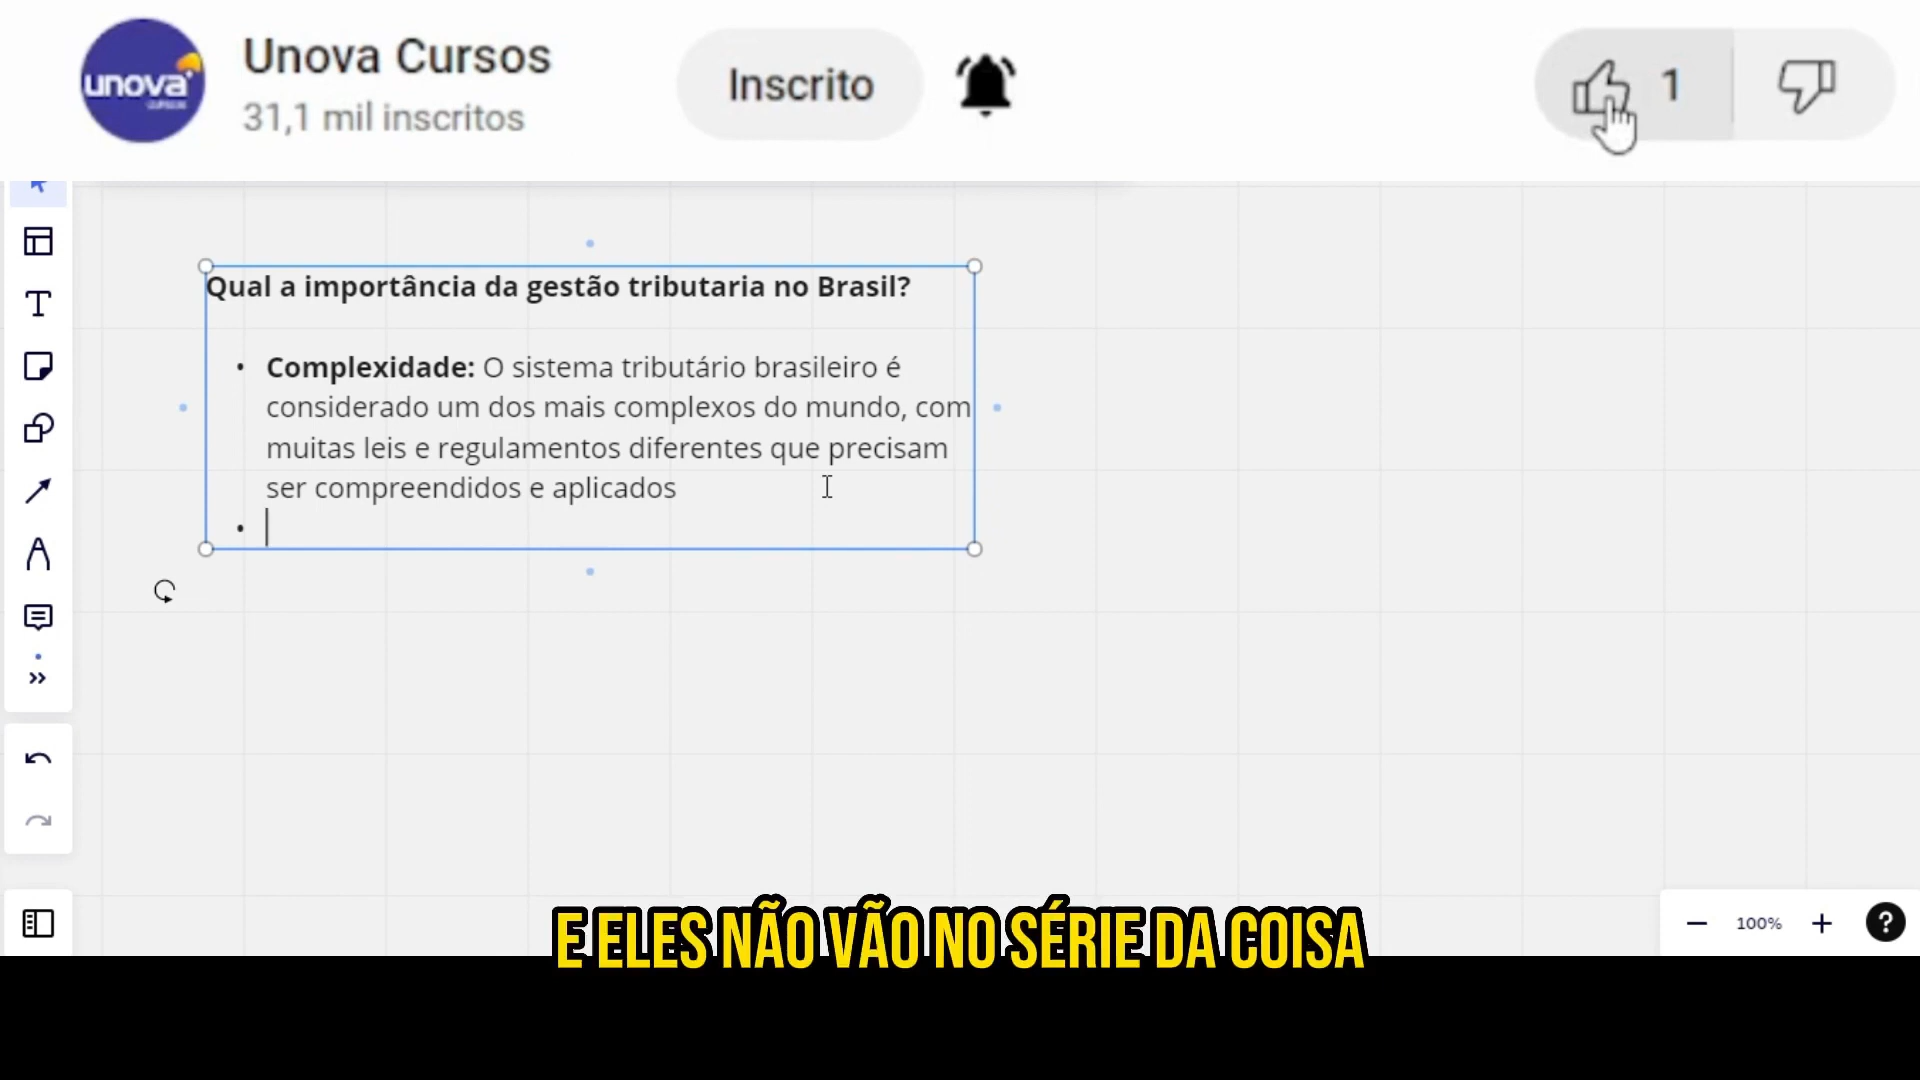 unova
cursos
Unova Cursos
31,1 mil inscritos
Inscrito
1
Qual a importância da gestão tributaria no Brasil?
• Complexidade: O sistema tributário brasileiro é
considerado um dos mais complexos do mundo, com
muitas leis e regulamentos diferentes que precisam
ser compreendidos e aplicados
•
100%
E ELES NÃO VÃO NO SÉRIE DA COISA